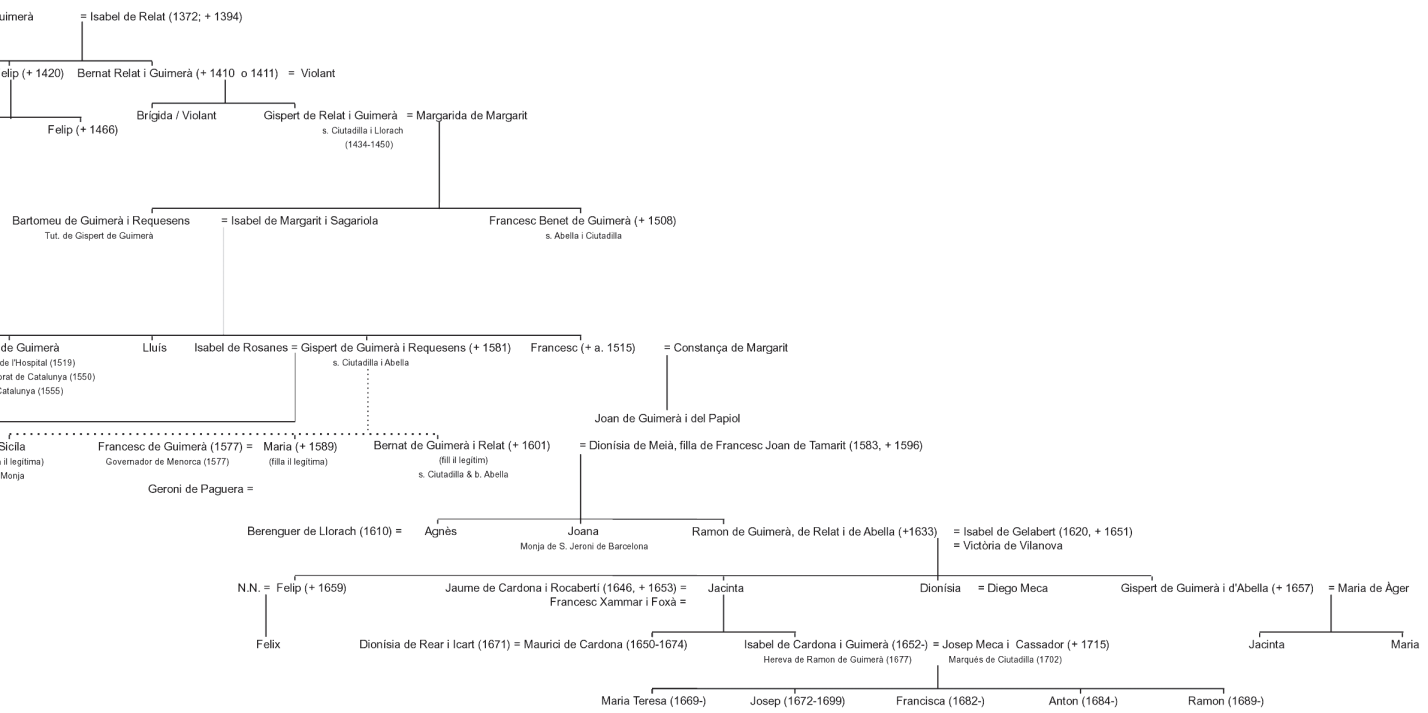 uimerà = Isabel de Relat (1372; + 1394)
elip (+ 1420) Bernat Relat i Guimerà (+ 1410 o 1411) = Violant
Brígida / Violant Gispert de Relat i Guimerà = Margarida de Margarit
Felip (+ 1466) s. Ciutadilla i Llorach
(1434-1450)
Bartomeu de Guimerà i Requesens = Isabel de Margarit i Sagariola Francesc Benet de Guimerà (+ 1508)
Tut. de Gispert de Guimerà s. Abella i Ciutadilla
de Guimerà Lluís Isabel de Rosanes = Gispert de Guimerà i Requesens (+ 1581) Francesc (+ a. 1515) = Constança de Margarit
de l'Hospital (1519) s. Ciutadilla i Abella
orat de Catalunya (1550)
Catalunya (1555)
Joan de Guimerà i del Papiol
Sicíla Francesc de Guimerà (1577) = Maria (+ 1589) Bernat de Guimerà i Relat (+ 1601) = Dionísia de Meià, filla de Francesc Joan de Tamarit (1583, + 1596)
il legítima) Governador de Menorca (1577) (filla il legítima) (fill il legítim)
Monja s. Ciutadilla & b. Abella
Geroni de Paguera =
Berenguer de Llorach (1610) = Agnès Joana Ramon de Guimerà, de Relat i de Abella (+1633) = Isabel de Gelabert (1620, + 1651)
Monja de S. Jeroni de Barcelona = Victòria de Vilanova
N.N. = Felip (+ 1659) Jaume de Cardona i Rocabertí (1646, + 1653) = Jacinta Dionísia = Diego Meca Gispert de Guimerà i d'Abella (+ 1657) = Maria de Àger
Francesc Xammar i Foxà =
Felix Dionísia de Rear i Icart (1671) = Maurici de Cardona (1650-1674) Isabel de Cardona i Guimerà (1652-) = Josep Meca i Cassador (+ 1715) Jacinta Maria
Hereva de Ramon de Guimerà (1677) Marqués de Ciutadilla (1702)
Maria Teresa (1669-) Josep (1672-1699) Francisca (1682-) Anton (1684-) Ramon (1689-)